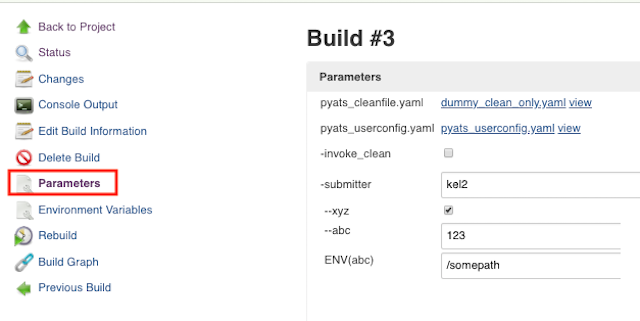 Back to Project
Status
Changes
Console Output
Edit Build Information
Delete Build
Parameters
Environment Variables
Rebuild
Build Graph
Previous Build
Build #3
Parameters
pyats_cleanfile.yaml dummy_clean_only.yaml view
pyats_userconfig.yaml pyats_userconfig.yaml view
-invoke_clean
-submitter kel2
--xyz
--abc 123
ENV(abc) /somepath